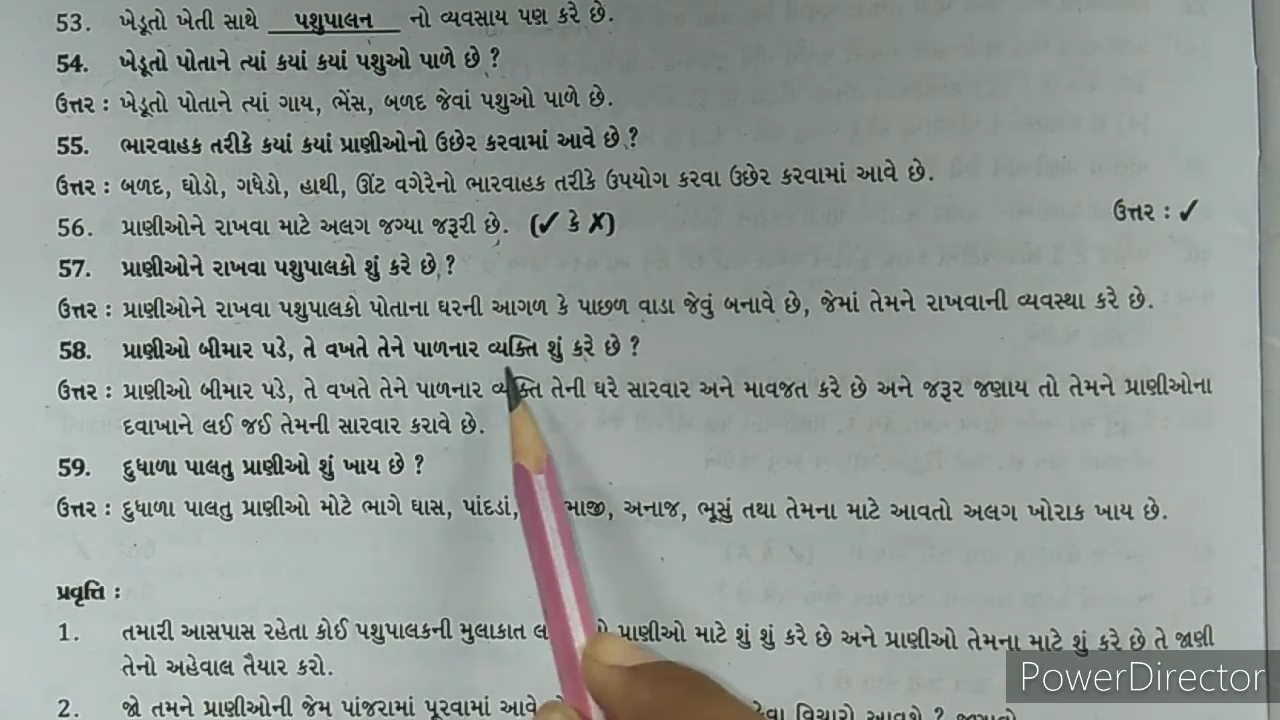 53. ખેડૂતો ખેતી સાથે પશુપાલન નો વ્યવસાય પણ કરે છે.
54. ખેડૂતો પોતાને ત્યાં કયાં કયાં પશુઓ પાળે છે ?
ઉત્તર : ખેડૂતો પોતાને ત્યાં ગાય, ભેંસ, બળદ જેવાં પશુઓ પાળે છે.
55. ભારવાહક તરીકે કયાં કયાં પ્રાણીઓનો ઉછેર કરવામાં આવે છે ?
ઉત્તર : બળદ, ઘોડો, ગધેડો, હાથી, ઊંટ વગેરેનો ભારવાહક તરીકે ઉપયોગ કરવા ઉછેર કરવામાં આવે છે.
56. પ્રાણીઓને રાખવા માટે અલગ જગ્યા જરૂરી છે. (✓ કે ✗) ઉત્તર : ✓
57. પ્રાણીઓને રાખવા પશુપાલકો શું કરે છે ?
ઉત્તર : પ્રાણીઓને રાખવા પશુપાલકો પોતાના ઘરની આગળ કે પાછળ વાડા જેવું બનાવે છે, જેમાં તેમને રાખવાની વ્યવસ્થા કરે છે.
58. પ્રાણીઓ બીમાર પડે, તે વખતે તેને પાળનાર વ્યક્તિ શું કરે છે ?
ઉત્તર : પ્રાણીઓ બીમાર પડે, તે વખતે તેને પાળનાર વ્યક્તિ તેની ઘરે સારવાર અને માવજત કરે છે અને જરૂર જણાય તો તેમને પ્રાણીઓના
દવાખાને લઈ જઈ તેમની સારવાર કરાવે છે.
59. દુધાળા પાલતુ પ્રાણીઓ શું ખાય છે ?
ઉત્તર : દુધાળા પાલતુ પ્રાણીઓ મોટે ભાગે ઘાસ, પાંદડાં, ભાજી, અનાજ, ભૂસું તથા તેમના માટે આવતો અલગ ખોરાક ખાય છે.
પ્રવૃત્તિ :
1. તમારી આસપાસ રહેતા કોઈ પશુપાલકની મુલાકાત પ્રાણીઓ માટે શું શું કરે છે અને પ્રાણીઓ તેમના માટે શું કરે છે તે જાણી
તેનો અહેવાલ તૈયાર કરો.
2. જો તમને પ્રાણીઓની જેમ પાંજરામાં પૂરવામાં આવે વિચારો આવશે ?
PowerDirector